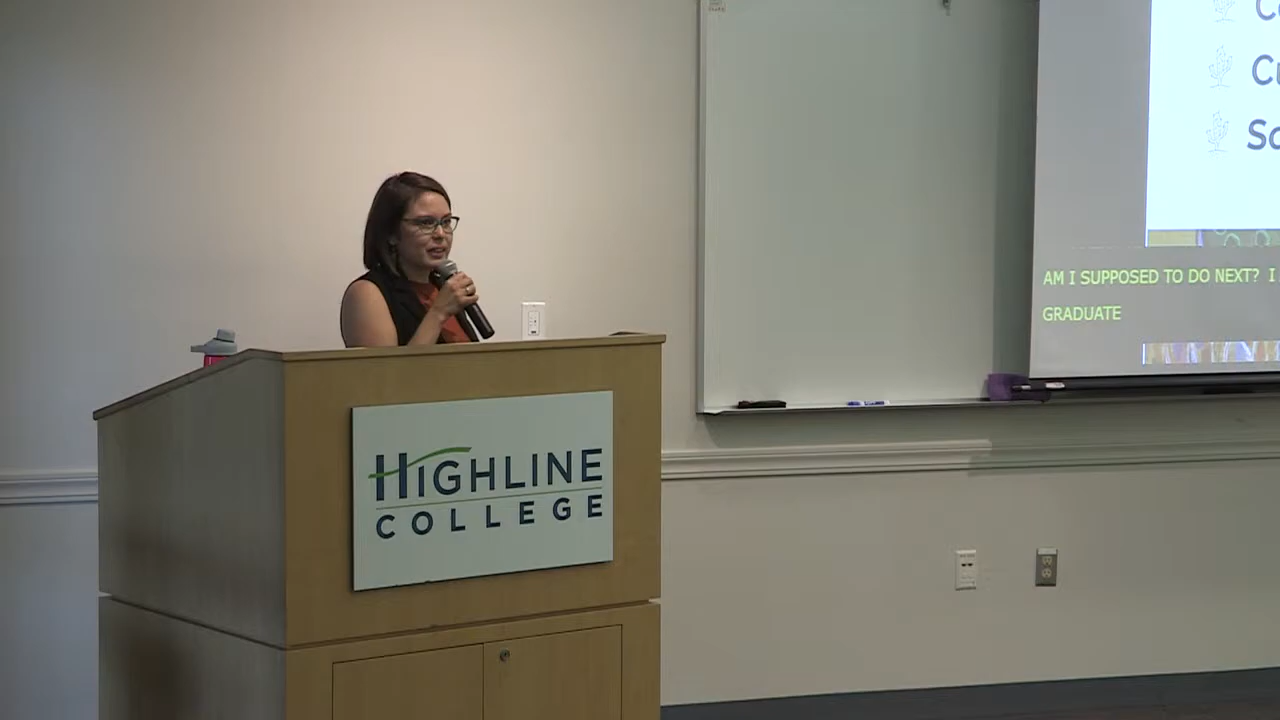 HIGHLINE
COLLEGE
AM I SUPPOSED TO DO NEXT? I
GRADUATE